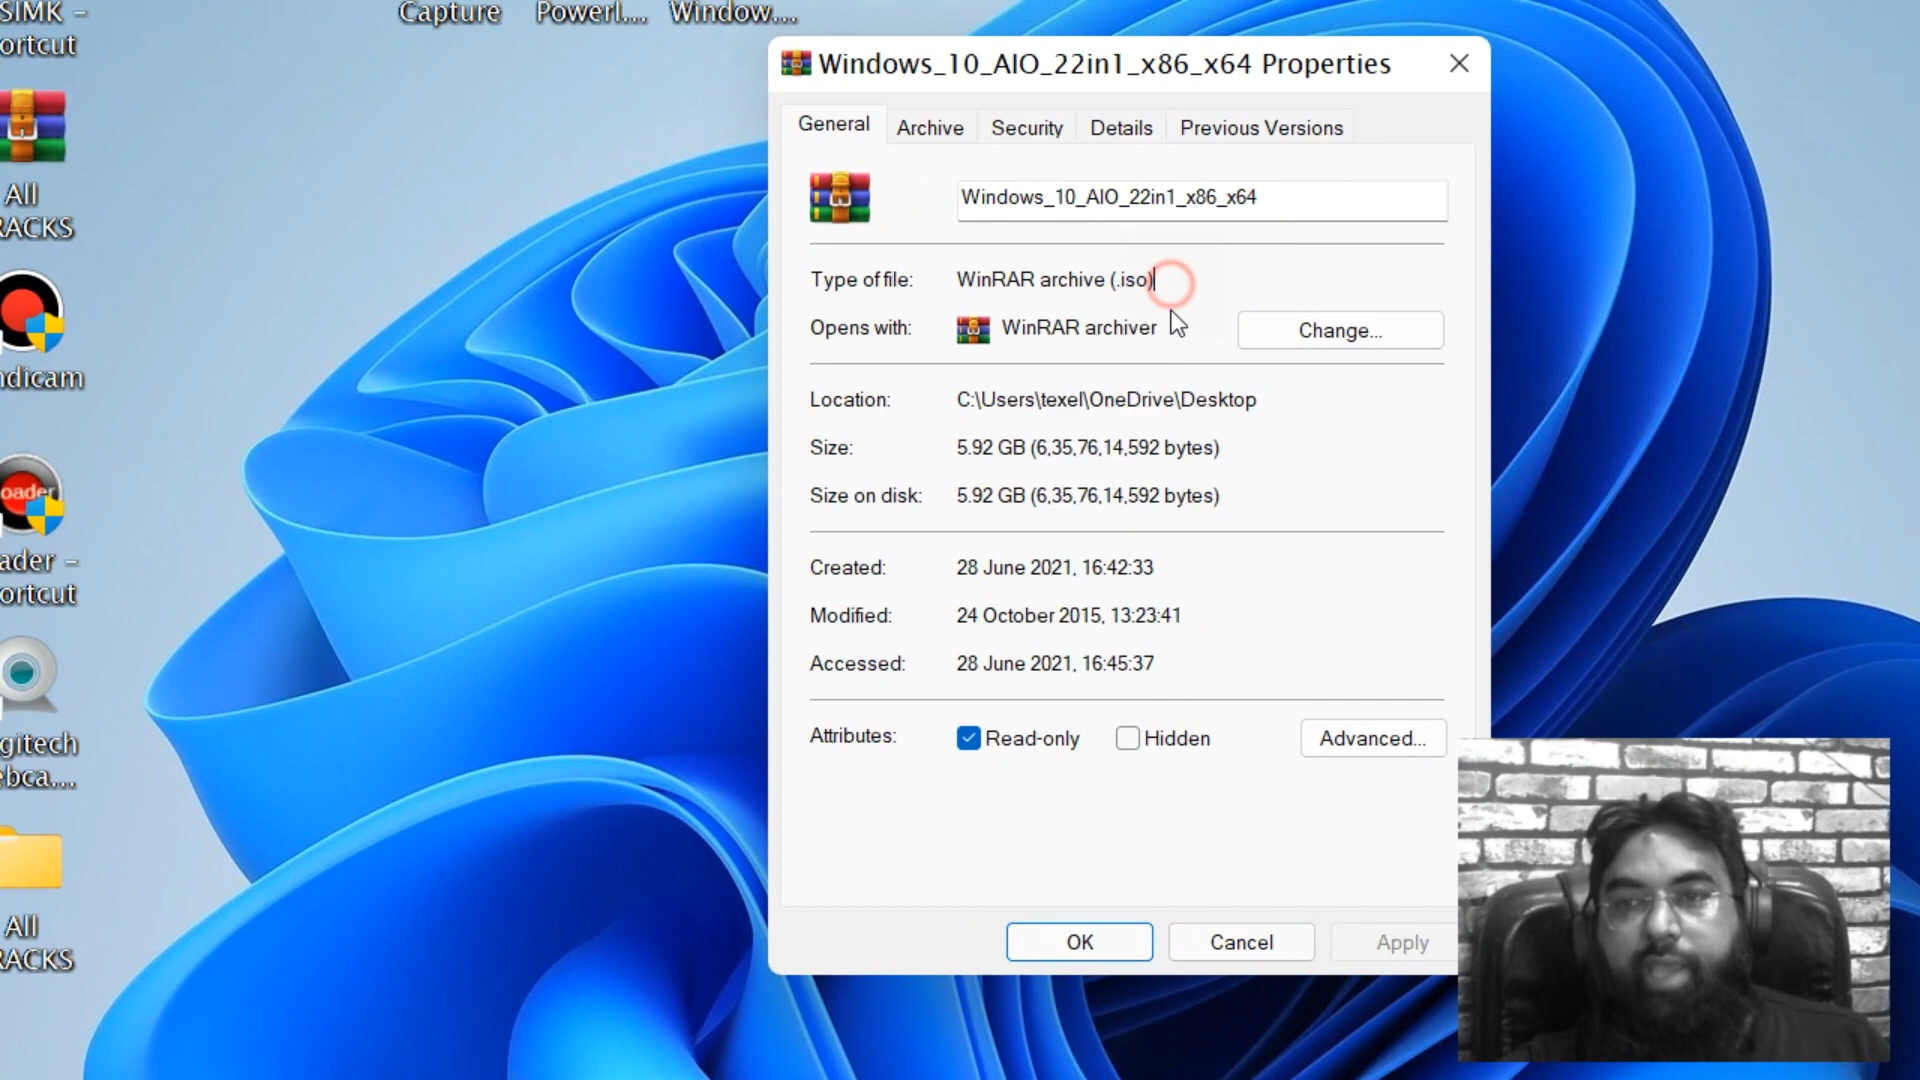 SIMK -
ortcut
Capture
Powerl....
Window....
All
RACKS
ndicam
oader
ader -
ortcut
gitech
ebca....
All
RACKS
Windows_10_AIO_22in1_x86_x64 Properties
General
Archive
Security
Details
Previous Versions
Windows_10_AIO_22in1_x86_x64
Type of file: WinRAR archive (.iso)
Opens with: WinRAR archiver
Change...
Location: C:\Users\texel\OneDrive\Desktop
Size: 5.92 GB (6,35,76,14,592 bytes)
Size on disk: 5.92 GB (6,35,76,14,592 bytes)
Created: 28 June 2021, 16:42:33
Modified: 24 October 2015, 13:23:41
Accessed: 28 June 2021, 16:45:37
Attributes: Read-only Hidden
Advanced...
OK
Cancel
Apply